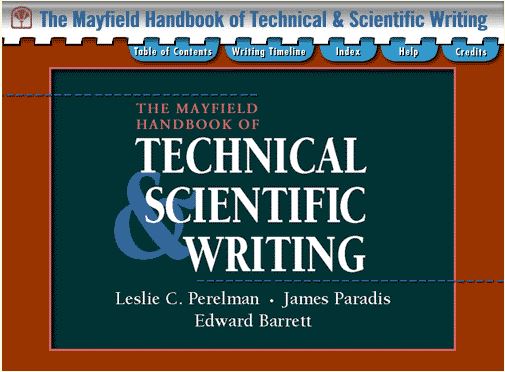 The Mayfield Handbook of Technical & Scientific Writing
Table of Contents Writing Timeline Index Help Credits
THE MAYFIELD
HANDBOOK OF
TECHNICAL
& SCIENTIFIC
WRITING
Leslie C. Perelman • James Paradis
Edward Barrett